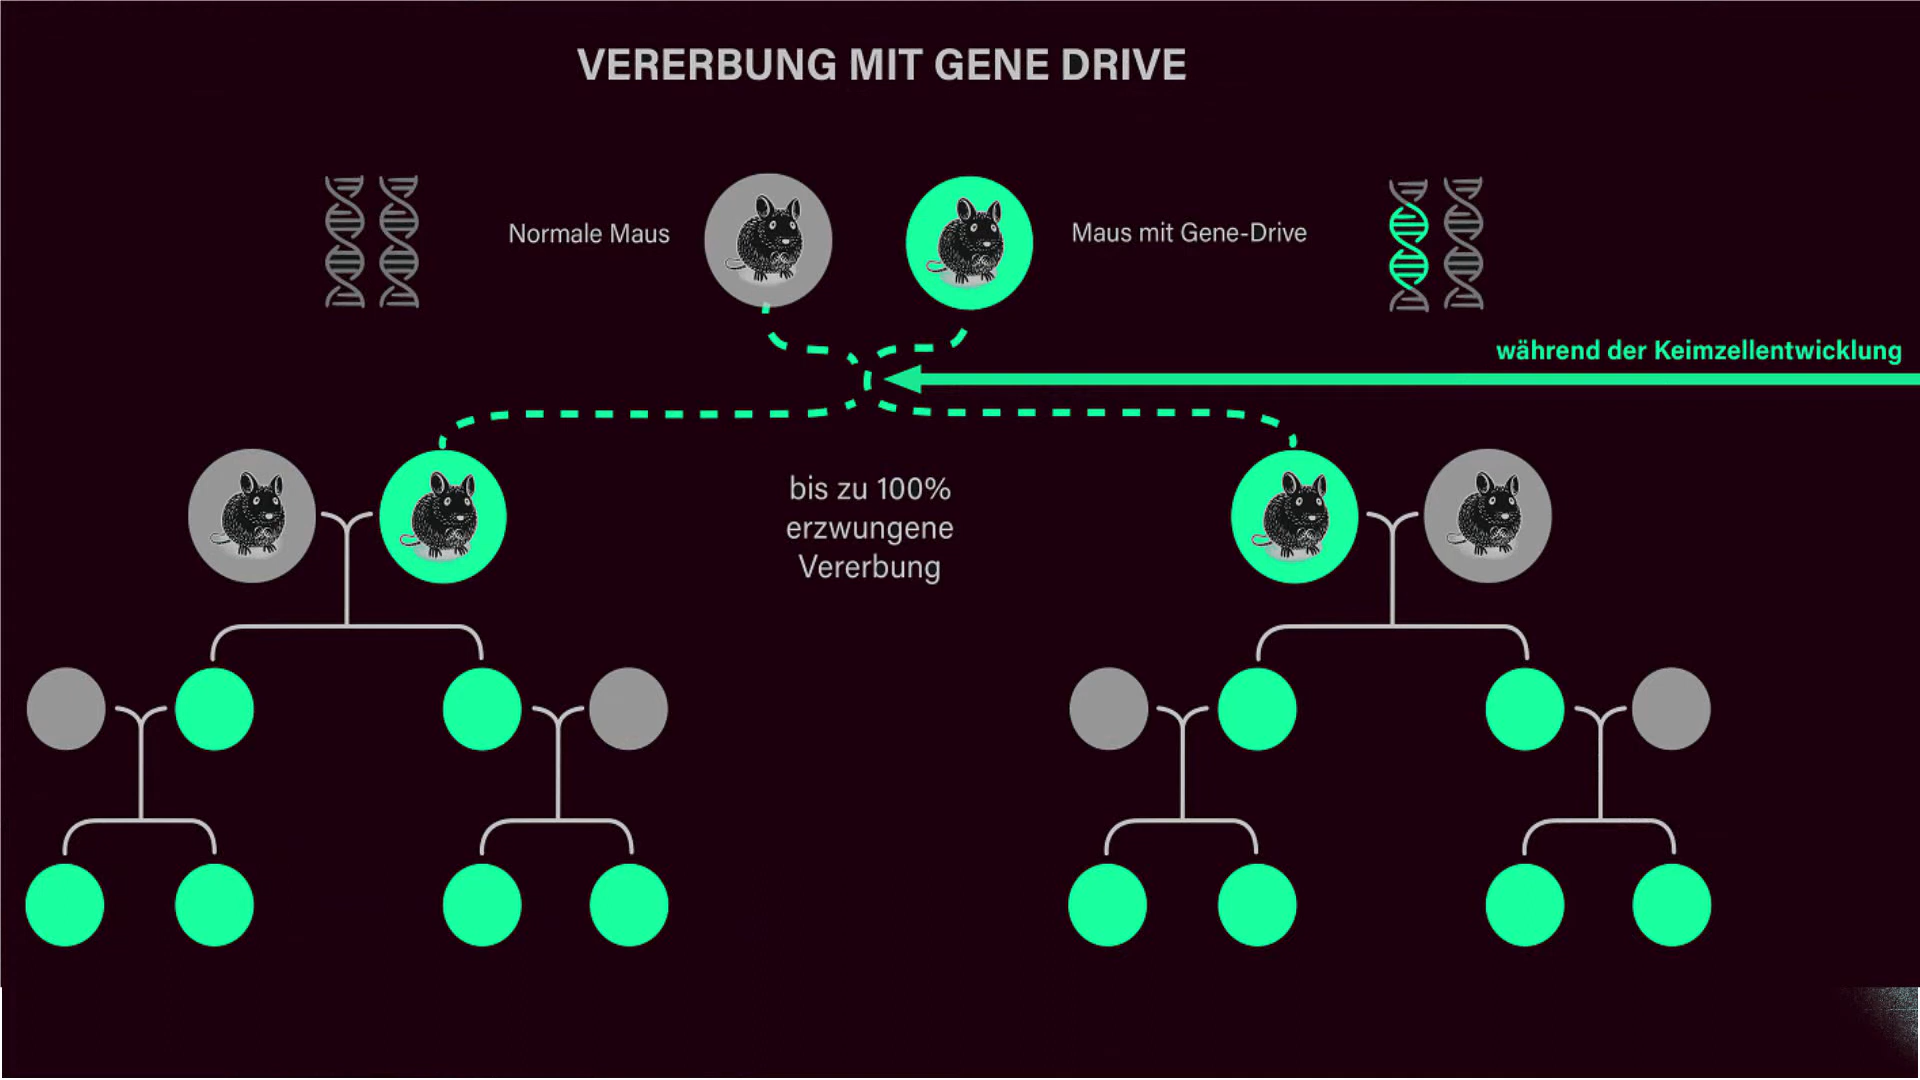 VERERBUNG MIT GENE DRIVE
Normale Maus
Maus mit Gene-Drive
während der Keimzellentwicklung
bis zu 100%
erzwungene
Vererbung